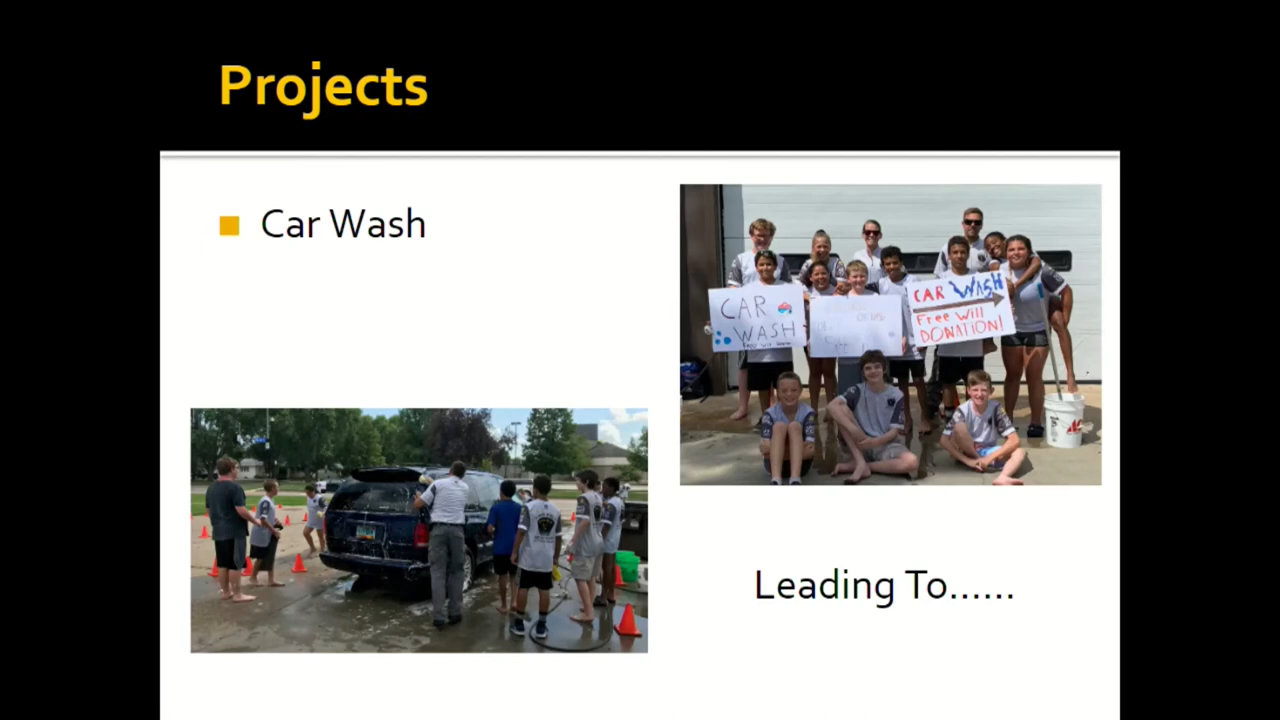 Projects
Car Wash
CAR
WASH
CAR WASH
Free Will
DONATION!
Leading To......